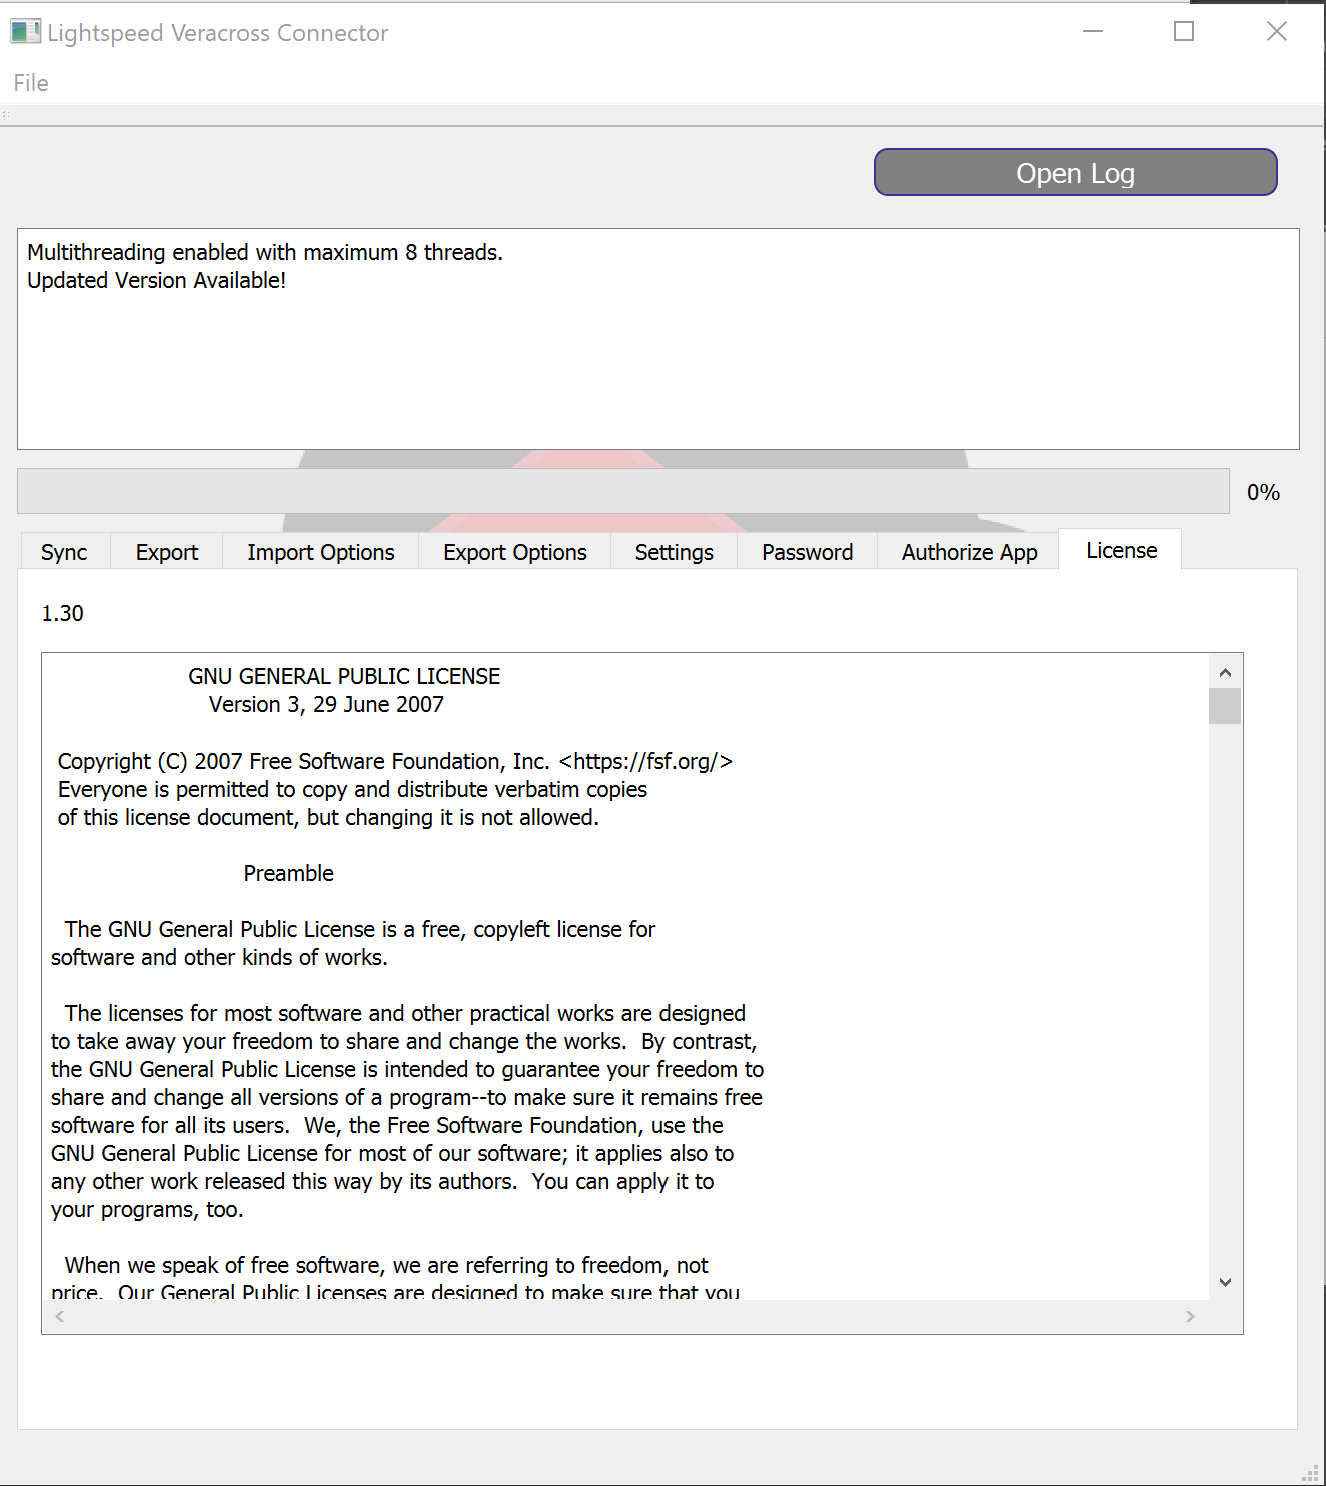 Lightspeed Veracross Connector
File
Open Log
Multithreading enabled with maximum 8 threads.
Updated Version Available!
0%
Sync Export Import Options Export Options Settings Password Authorize App License
1.30
GNU GENERAL PUBLIC LICENSE
Version 3, 29 June 2007
Copyright (C) 2007 Free Software Foundation, Inc. <https://fsf.org/>
Everyone is permitted to copy and distribute verbatim copies
of this license document, but changing it is not allowed.
Preamble
The GNU General Public License is a free, copyleft license for
software and other kinds of works.
The licenses for most software and other practical works are designed
to take away your freedom to share and change the works.  By contrast,
the GNU General Public License is intended to guarantee your freedom to
share and change all versions of a program--to make sure it remains free
software for all its users.  We, the Free Software Foundation, use the
GNU General Public License for most of our software; it applies also to
any other work released this way by its authors.  You can apply it to
your programs, too.
When we speak of free software, we are referring to freedom, not
price.  Our General Public Licenses are designed to make sure that you